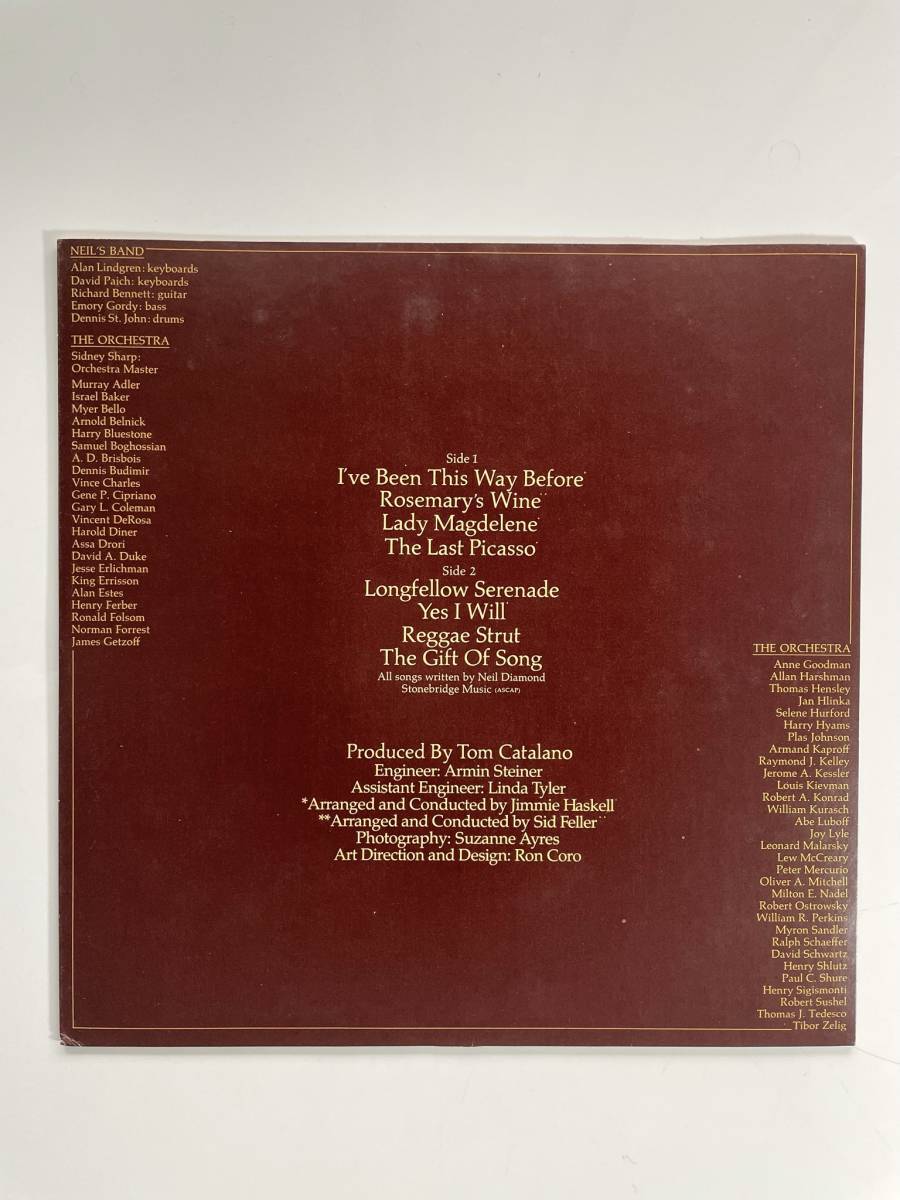 NEIL'S BAND
Alan Lindgren: keyboards
David Paich: keyboards
Richard Bennett: guitar
Emory Gordy: bass
Dennis St. John: drums
THE ORCHESTRA
Sidney Sharp:
Orchestra Master
Murray Adler
Israel Baker
Myer Bello
Arnold Belnick
Harry Bluestone
Samuel Boghossian
A. D. Brisbois
Dennis Budimir
Vince Charles
Gene P. Cipriano
Gary L. Coleman
Vincent DeRosa
Harold Diner
Assa Drori
David A. Duke
Jesse Erlichman
King Errisson
Alan Estes
Henry Ferber
Ronald Folsom
Norman Forrest
James Getzoff
Side 1
I've Been This Way Before*
Rosemary's Wine**
Lady Magdelene*
The Last Picasso*
Side 2
Longfellow Serenade
Yes I Will*
Reggae Strut
The Gift Of Song
All songs written by Neil Diamond
Stonebridge Music (ASCAP)
Produced By Tom Catalano
Engineer: Armin Steiner
Assistant Engineer: Linda Tyler
*Arranged and Conducted by Jimmie Haskell*
**Arranged and Conducted by Sid Feller**
Photography: Suzanne Ayres
Art Direction and Design: Ron Coro
THE ORCHESTRA
Anne Goodman
Allan Harshman
Thomas Hensley
Jan Hlinka
Selene Hurford
Harry Hyams
Plas Johnson
Armand Kaproff
Raymond J. Kelley
Jerome A. Kessler
Louis Kievman
Robert A. Konrad
William Kurasch
Abe Luboff
Joy Lyle
Leonard Malarsky
Lew McCreary
Peter Mercurio
Oliver A. Mitchell
Milton E. Nadel
Robert Ostrowsky
William R. Perkins
Myron Sandler
Ralph Schaeffer
David Schwartz
Henry Shlutz
Paul C. Shure
Henry Sigismonti
Robert Sushel
Thomas J. Tedesco
Tibor Zelig